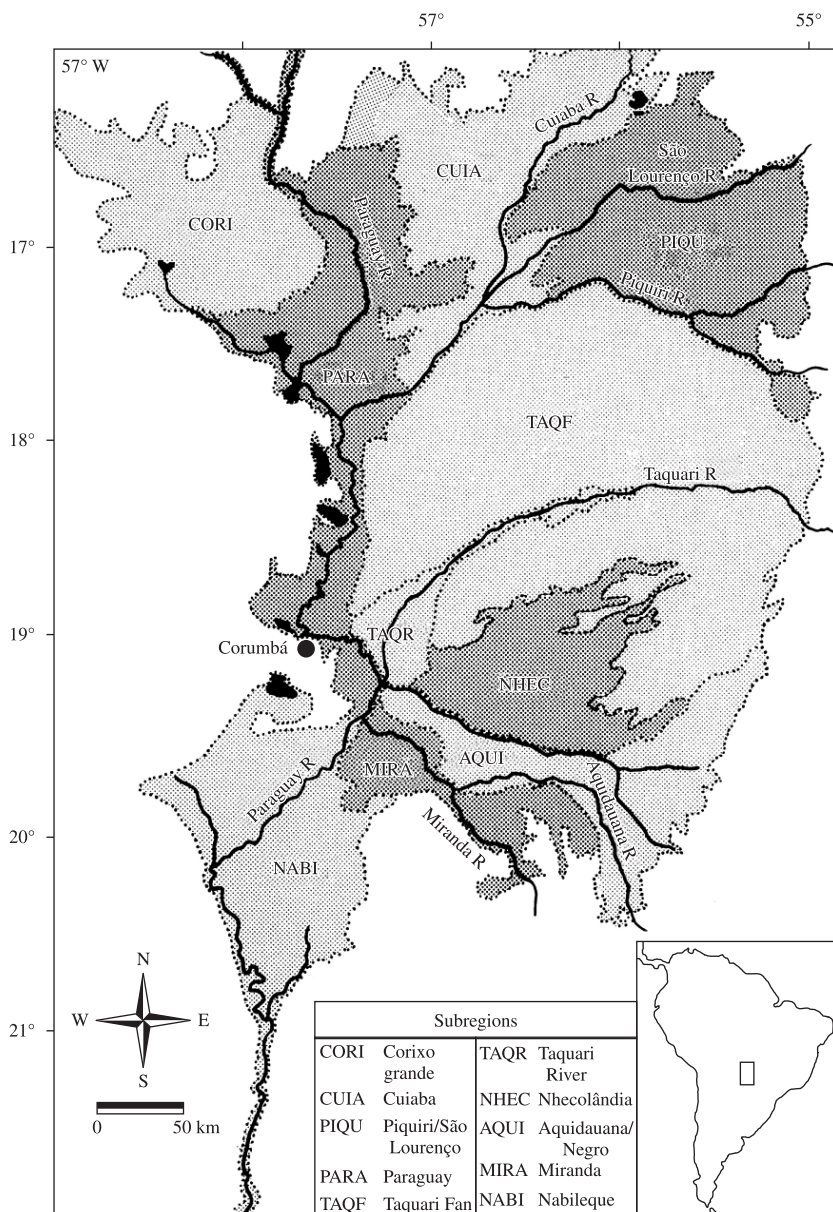 57°
55°
57° W
Cuiaba R
São
Lourenço R
CUIA
CORI
Paraguay R
PIQU
17°
Piquiri R
PARA
TAQF
18°
Taquari R
19°
TAQR
Corumbá
NHEC
AQUI
Paraguay R
MIRA
Aquidauana R
Miranda R
20°
NABI
N
W
E
S
21°
0
50 km
Subregions
CORI Corixo
grande
CUIA Cuiaba
PIQU Piquiri/São
Lourenço
PARA Paraguay
TAQF Taquari Fan
TAQR Taquari
River
NHEC Nhecolândia
AQUI Aquidauana/
Negro
MIRA Miranda
NABI Nabileque